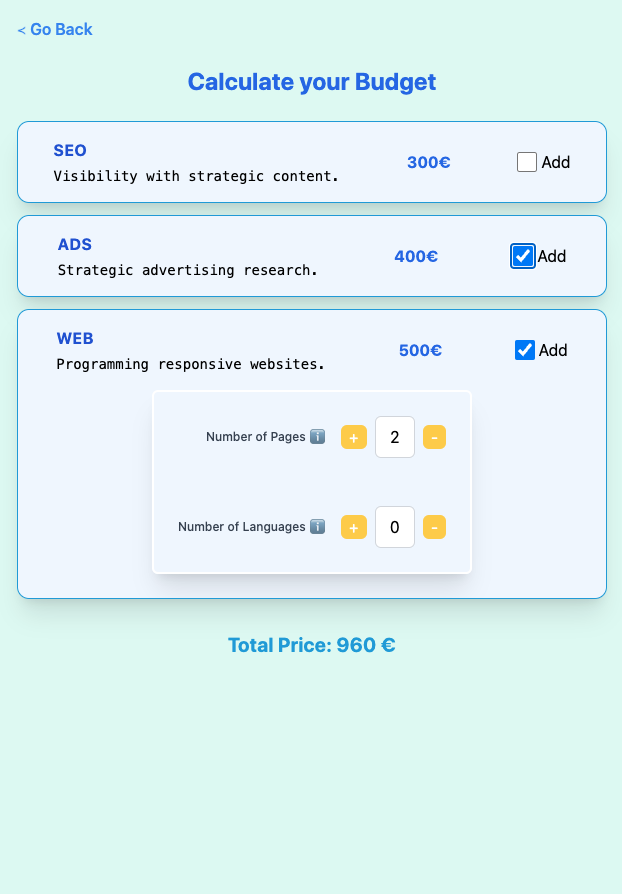 < Go Back
Calculate your Budget
SEO
Visibility with strategic content.
300€
Add
ADS
Strategic advertising research.
400€
Add
WEB
Programming responsive websites.
500€
Add
Number of Pages ℹ️ + 2 -
Number of Languages ℹ️ + 0 -
Total Price: 960 €